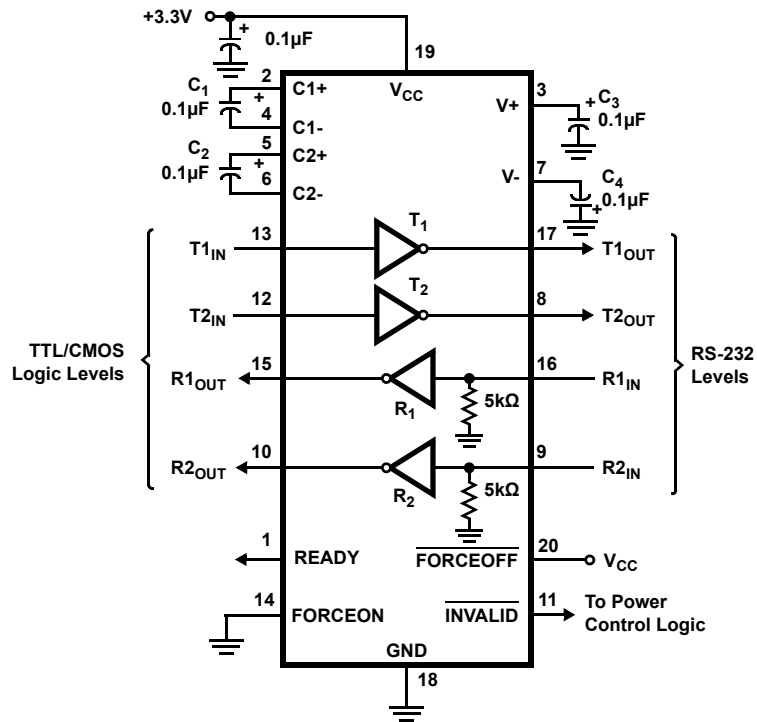 +3.3V
+
0.1µF
19
VCC
2
C1
0.1µF
+
4
C1+
C1-
5
C2
0.1µF
+
6
C2+
C2-
3
V+
+
C3
0.1µF
7
V-
C4
0.1µF
+
T1IN
13
T1
17
T1OUT
T2IN
12
T2
8
T2OUT
TTL/CMOS
Logic Levels
RS-232
Levels
R1OUT
15
R1
5kΩ
16
R1IN
R2OUT
10
R2
5kΩ
9
R2IN
1
READY
FORCEOFF
20
VCC
14
FORCEON
INVALID
11
To Power
Control Logic
GND
18